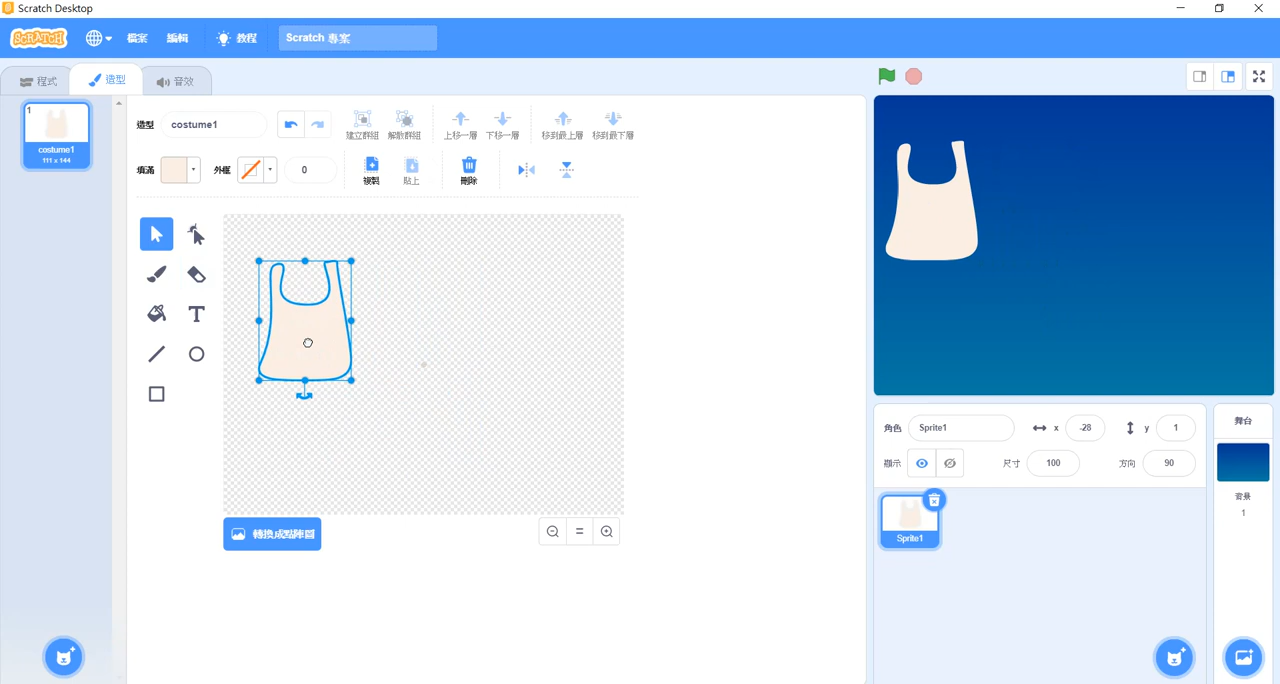 Scratch Desktop
SCRATCH 檔案 編輯 教程 Scratch 專案
程式 造型 音效
1
costume1
111 x 144
造型 costume1 建立群組 解散群組 上移一層 下移一層 移到最上層 移到最下層
填滿 外框 0 複製 貼上 刪除
T
轉換成點陣圖
角色 Sprite1 x -28 y 1
顯示 尺寸 100 方向 90
Sprite1
舞台
背景
1